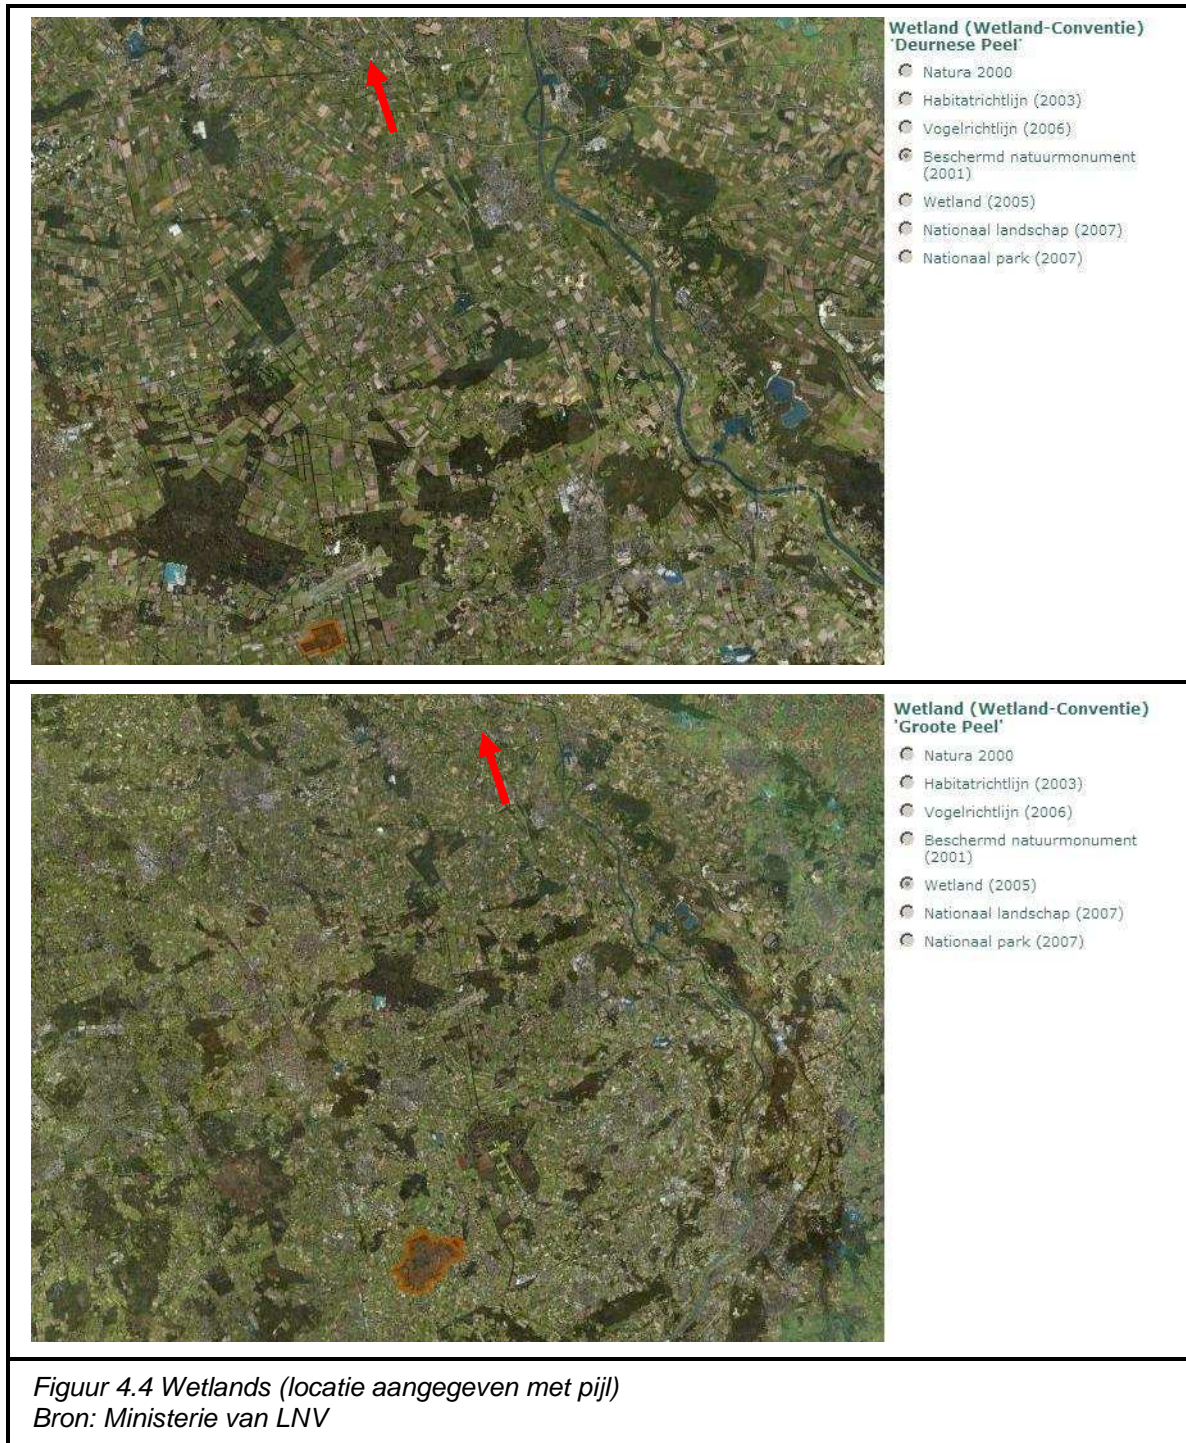 Wetland (Wetland-Conventie)
'Deurnese Peel'
Natura 2000
Habitatrichtlijn (2003)
Vogelrichtlijn (2006)
Beschermd natuurmonument
(2001)
Wetland (2005)
Nationaal landschap (2007)
Nationaal park (2007)
Wetland (Wetland-Conventie)
'Groote Peel'
Natura 2000
Habitatrichtlijn (2003)
Vogelrichtlijn (2006)
Beschermd natuurmonument
(2001)
Wetland (2005)
Nationaal landschap (2007)
Nationaal park (2007)
Figuur 4.4 Wetlands (locatie aangegeven met pijl)
Bron: Ministerie van LNV